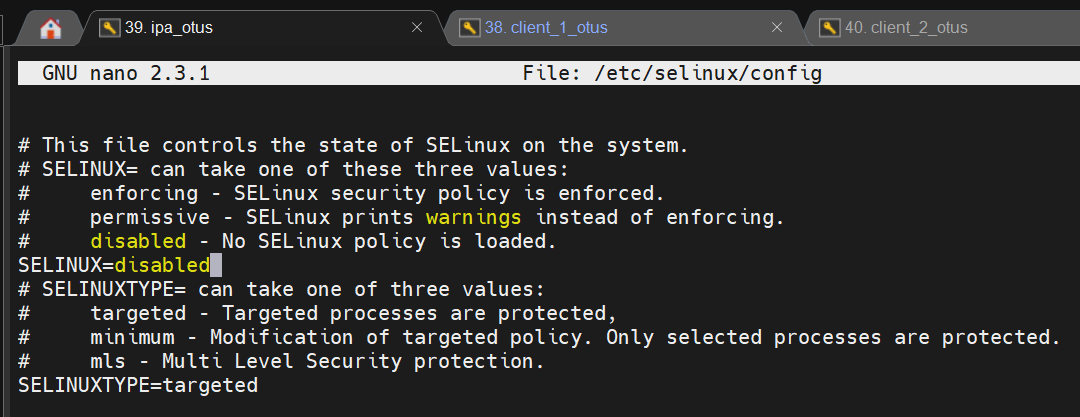 39. ipa_otus
38. client_1_otus
40. client_2_otus
GNU nano 2.3.1 File: /etc/selinux/config
# This file controls the state of SELinux on the system.
# SELINUX= can take one of these three values:
#     enforcing - SELinux security policy is enforced.
#     permissive - SELinux prints warnings instead of enforcing.
#     disabled - No SELinux policy is loaded.
SELINUX=disabled
# SELINUXTYPE= can take one of three values:
#     targeted - Targeted processes are protected,
#     minimum - Modification of targeted policy. Only selected processes are protected.
#     mls - Multi Level Security protection.
SELINUXTYPE=targeted